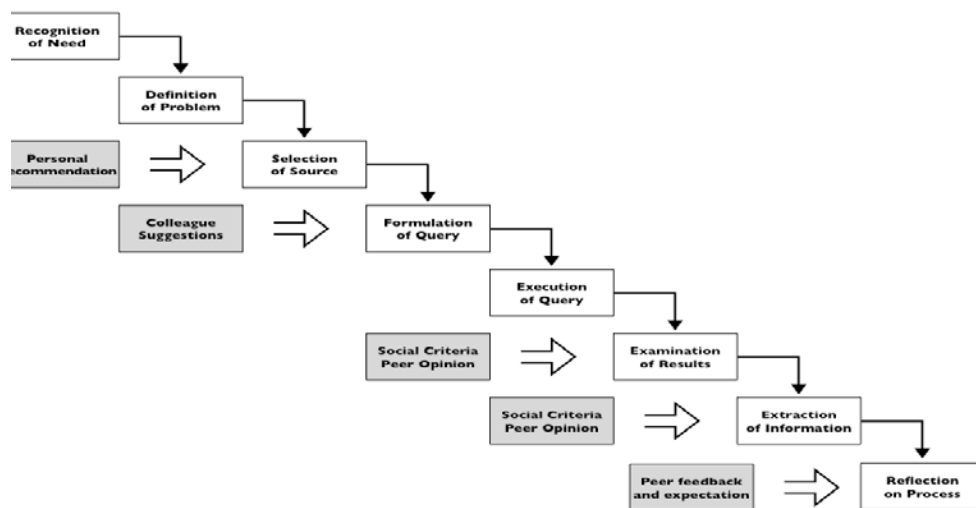 Recognition
of Need
Definition
of Problem
Personal
ecommendation
Selection
of Source
Colleague
Suggestions
Formulation
of Query
Execution
of Query
Social Criteria
Peer Opinion
Examination
of Results
Social Criteria
Peer Opinion
Extraction
of Information
Peer feedback
and expectation
Reflection
on Process